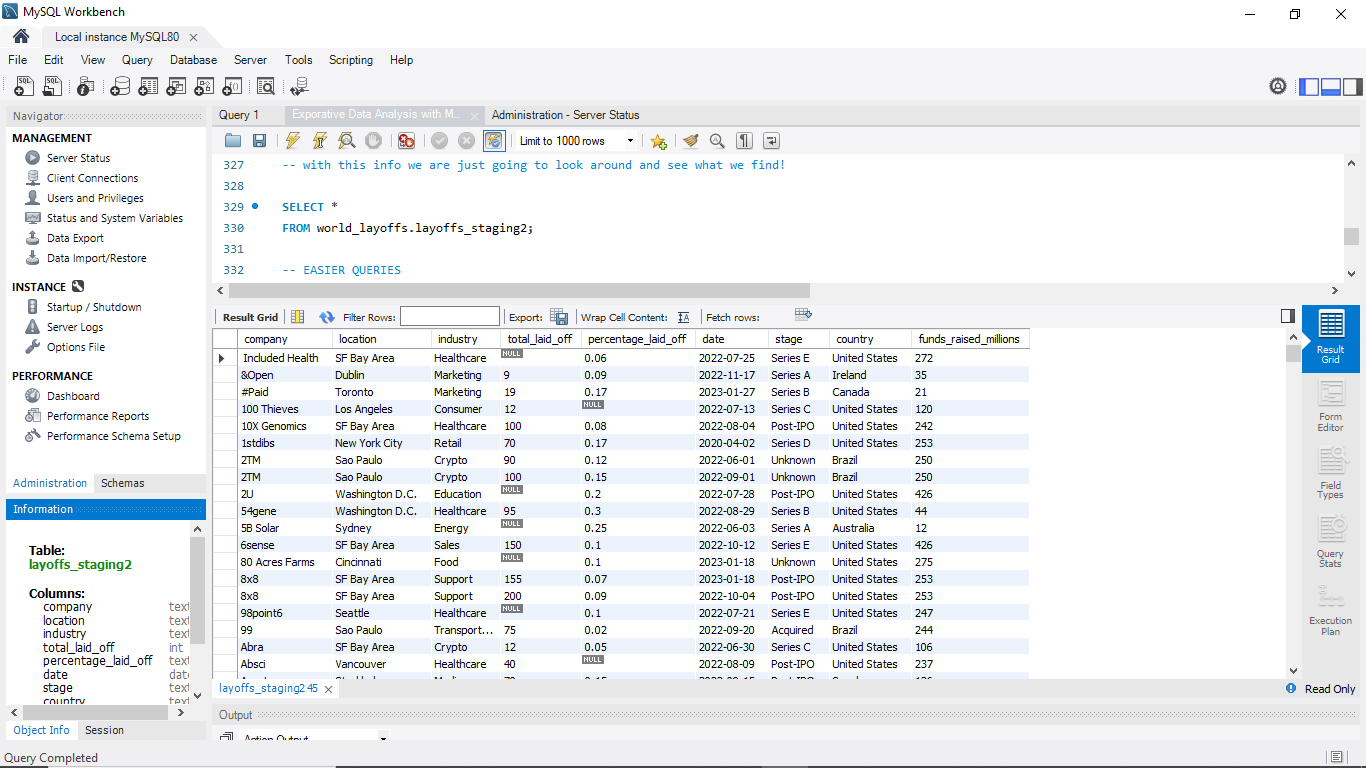 MySQL Workbench
Local instance MySQL80
File Edit View Query Database Server Tools Scripting Help
Navigator
MANAGEMENT
Server Status
Client Connections
Users and Privileges
Status and System Variables
Data Export
Data Import/Restore
INSTANCE
Startup / Shutdown
Server Logs
Options File
PERFORMANCE
Dashboard
Performance Reports
Performance Schema Setup
Administration Schemas
Information
Table:
layoffs_staging2
Columns:
company text
location text
industry text
total_laid_off int
percentage_laid_off text
date
stage text
country text
Object Info Session
Query 1 Exporative Data Analysis with M... Administration - Server Status
Limit to 1000 rows
327 -- with this info we are just going to look around and see what we find!
328
329 SELECT *
330 FROM world_layoffs.layoffs_staging2;
331
332 -- EASIER QUERIES
Result Grid Filter Rows: Export: Wrap Cell Content: Fetch rows:
company location industry total_laid_off percentage_laid_off date stage country funds_raised_millions
Included Health SF Bay Area Healthcare NULL 0.06 2022-07-25 Series E United States 272
&Open Dublin Marketing 9 0.09 2022-11-17 Series A Ireland 35
#Paid Toronto Marketing 19 0.17 2023-01-27 Series B Canada 21
100 Thieves Los Angeles Consumer 12 NULL 2022-07-13 Series C United States 120
10X Genomics SF Bay Area Healthcare 100 0.08 2022-08-04 Post-IPO United States 242
1stdibs New York City Retail 70 0.17 2020-04-02 Series D United States 253
2TM Sao Paulo Crypto 90 0.12 2022-06-01 Unknown Brazil 250
2TM Sao Paulo Crypto 100 0.15 2022-09-01 Unknown Brazil 250
2U Washington D.C. Education NULL 0.2 2022-07-28 Post-IPO United States 426
54gene Washington D.C. Healthcare 95 0.3 2022-08-29 Series B United States 44
5B Solar Sydney Energy NULL 0.25 2022-06-03 Series A Australia 12
6sense SF Bay Area Sales 150 0.1 2022-10-12 Series E United States 426
80 Acres Farms Cincinnati Food NULL 0.1 2023-01-18 Unknown United States 275
8x8 SF Bay Area Support 155 0.07 2023-01-18 Post-IPO United States 253
8x8 SF Bay Area Support 200 0.09 2022-10-04 Post-IPO United States 253
98point6 Seattle Healthcare NULL 0.1 2022-07-21 Series E United States 247
99 Sao Paulo Transport... 75 0.02 2022-09-20 Acquired Brazil 244
Abra SF Bay Area Crypto 12 0.05 2022-06-30 Series C United States 106
Absci Vancouver Healthcare 40 NULL 2022-08-09 Post-IPO United States 237
Result Grid
Form Editor
Field Types
Query Stats
Execution Plan
layoffs_staging2 45
Read Only
Output
Action Output
Query Completed